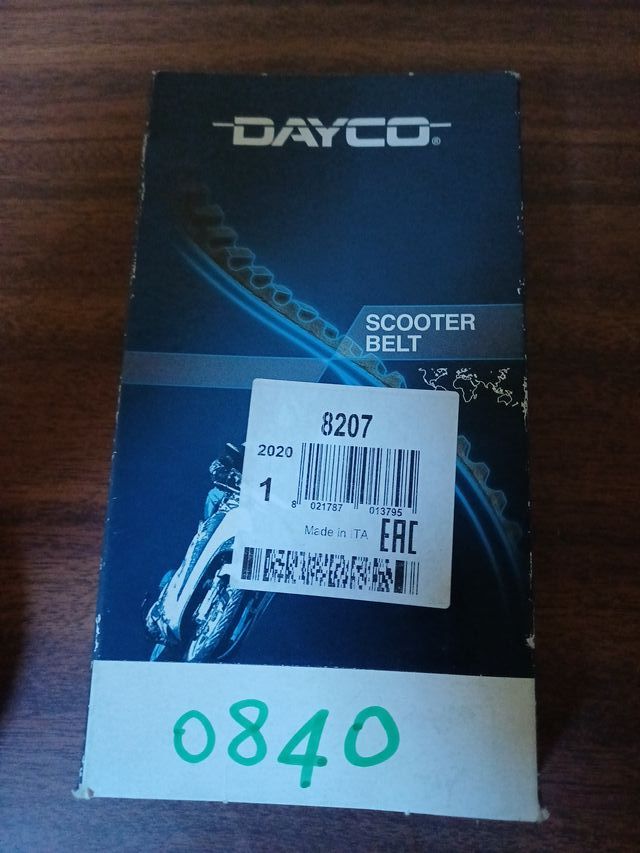 DAYCO®
SCOOTER
BELT
8207
2020
1
8 021787 013795
Made in ITA
EAC
0840